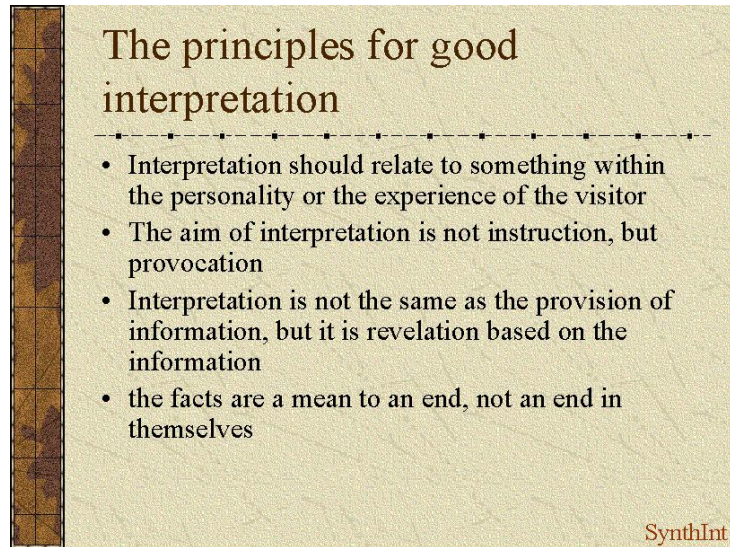 The principles for good
interpretation
• Interpretation should relate to something within
the personality or the experience of the visitor
• The aim of interpretation is not instruction, but
provocation
• Interpretation is not the same as the provision of
information, but it is revelation based on the
information
• the facts are a mean to an end, not an end in
themselves
SynthInt